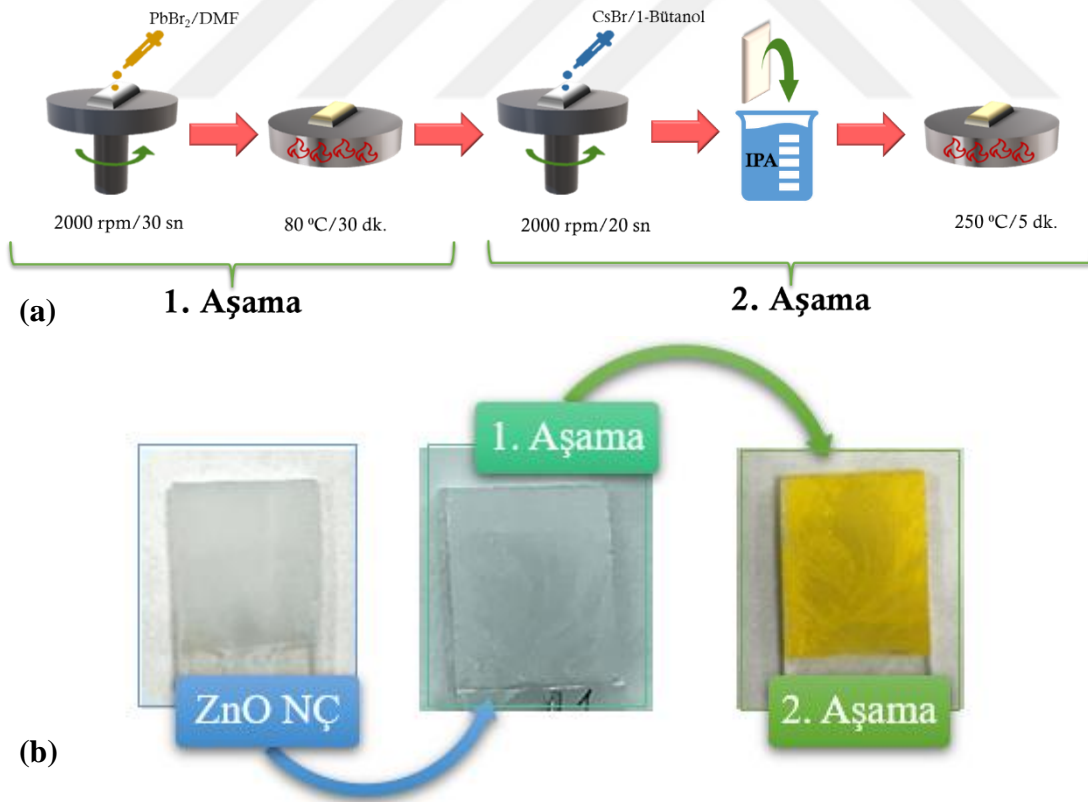 PbBr₂/DMF
CsBr/1-Bütanol
IPA
2000 rpm/30 sn
80 ºC/30 dk.
2000 rpm/20 sn
250 ºC/5 dk.
1. Aşama
2. Aşama
(a)
1. Aşama
ZnO NÇ
2. Aşama
(b)